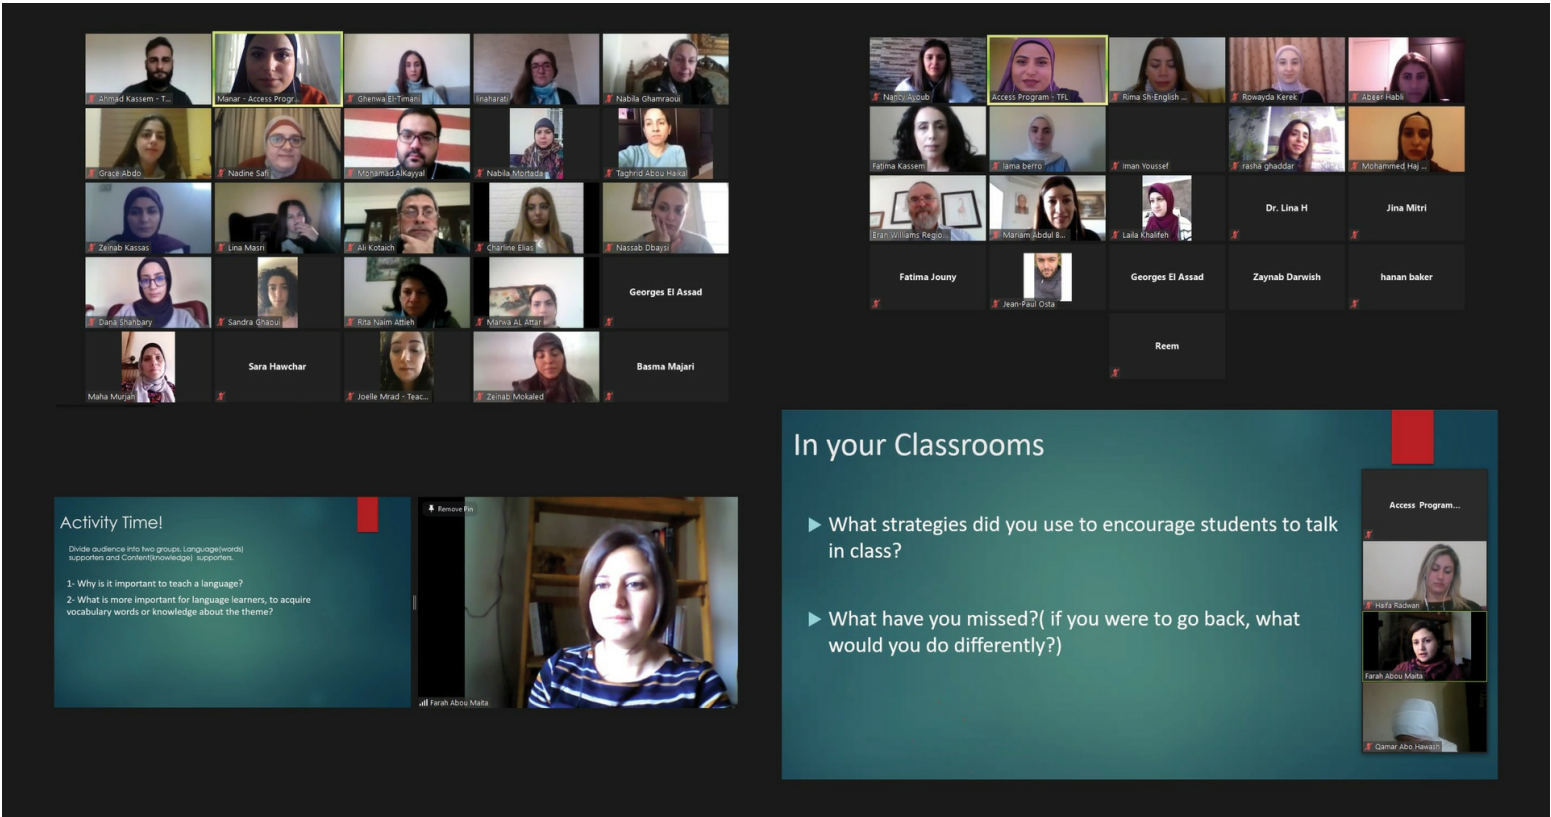 Ahmad Kassem - T...
Manar - Access Progr...
Ghenwa El-Timani
linaharati
Nabila Ghamraoui
Grace Abdo
Nadine Safi
Mohamad.AlKayyal
Nabila Mortada
Taghrid Abou Haikal
Zeinab Kassas
Lina Masri
Ali Kotaich
Charline Elias
Nassab Dbaysi
Dana Shahbary
Sandra Ghaoui
Rita Naim Attieh
Marwa AL Attar
Georges El Assad
Maha Murjan
Sara Hawchar
Joelle Mrad - Teac...
Zeinab Mokaled
Basma Majari
Nancy Ayoub
Access Program - TFL
Rima Sh-English ...
Rowayda Kerek
Abeer Habli
Fatima Kassem
lama berro
Iman Youssef
rasha ghaddar
Mohammed Haj ...
Eran Williams Regio...
Mariam Abdul B...
Laila Khalifeh
Dr. Lina H
Jina Mitri
Fatima Jouny
Jean-Paul Osta
Georges El Assad
Zaynab Darwish
hanan baker
Reem
Activity Time!
Divide audience into two groups. Language(words)
supporters and Content(knowledge) supporters.
1- Why is it important to teach a language?
2- What is more important for language learners, to acquire
vocabulary words or knowledge about the theme?
Remove Pin
Farah Abou Maita
In your Classrooms
What strategies did you use to encourage students to talk
in class?
What have you missed?( if you were to go back, what
would you do differently?)
Access Program...
Haifa Radwan
Farah Abou Maita
Qamar Abo Hawash